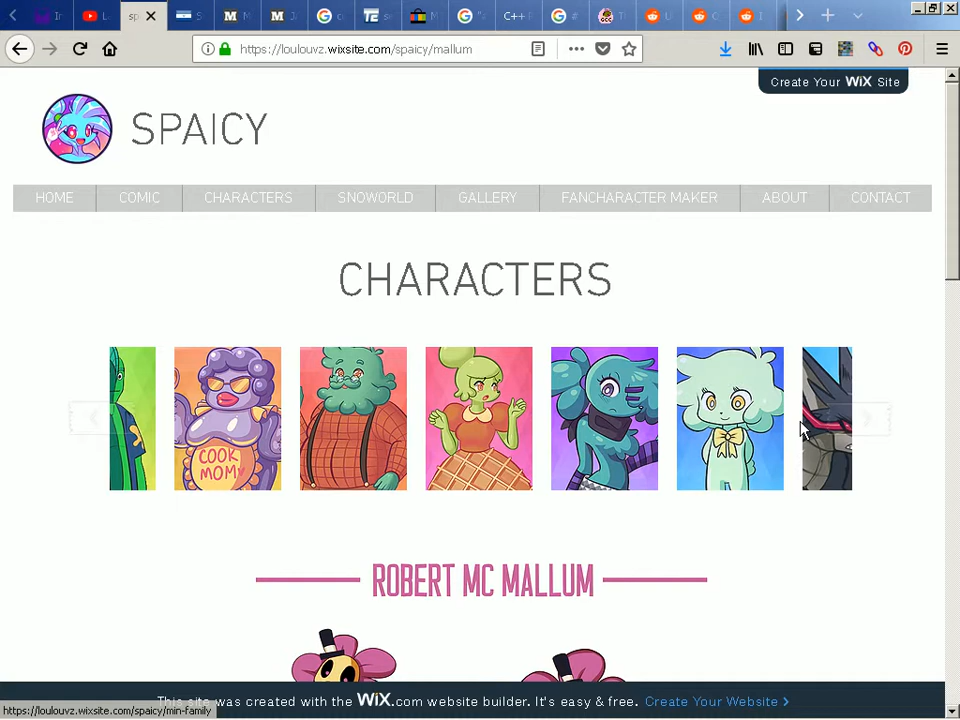 https://loulouvz.wixsite.com/spaicy/mallum
Create Your WiX Site
SPAICY
HOME
COMIC
CHARACTERS
SNOWORLD
GALLERY
FANCHARACTER MAKER
ABOUT
CONTACT
CHARACTERS
COOK
MOM
ROBERT MC MALLUM
This site was created with the WiX.com website builder. It's easy & free. Create Your Website >
https://loulouvz.wixsite.com/spaicy/min-family